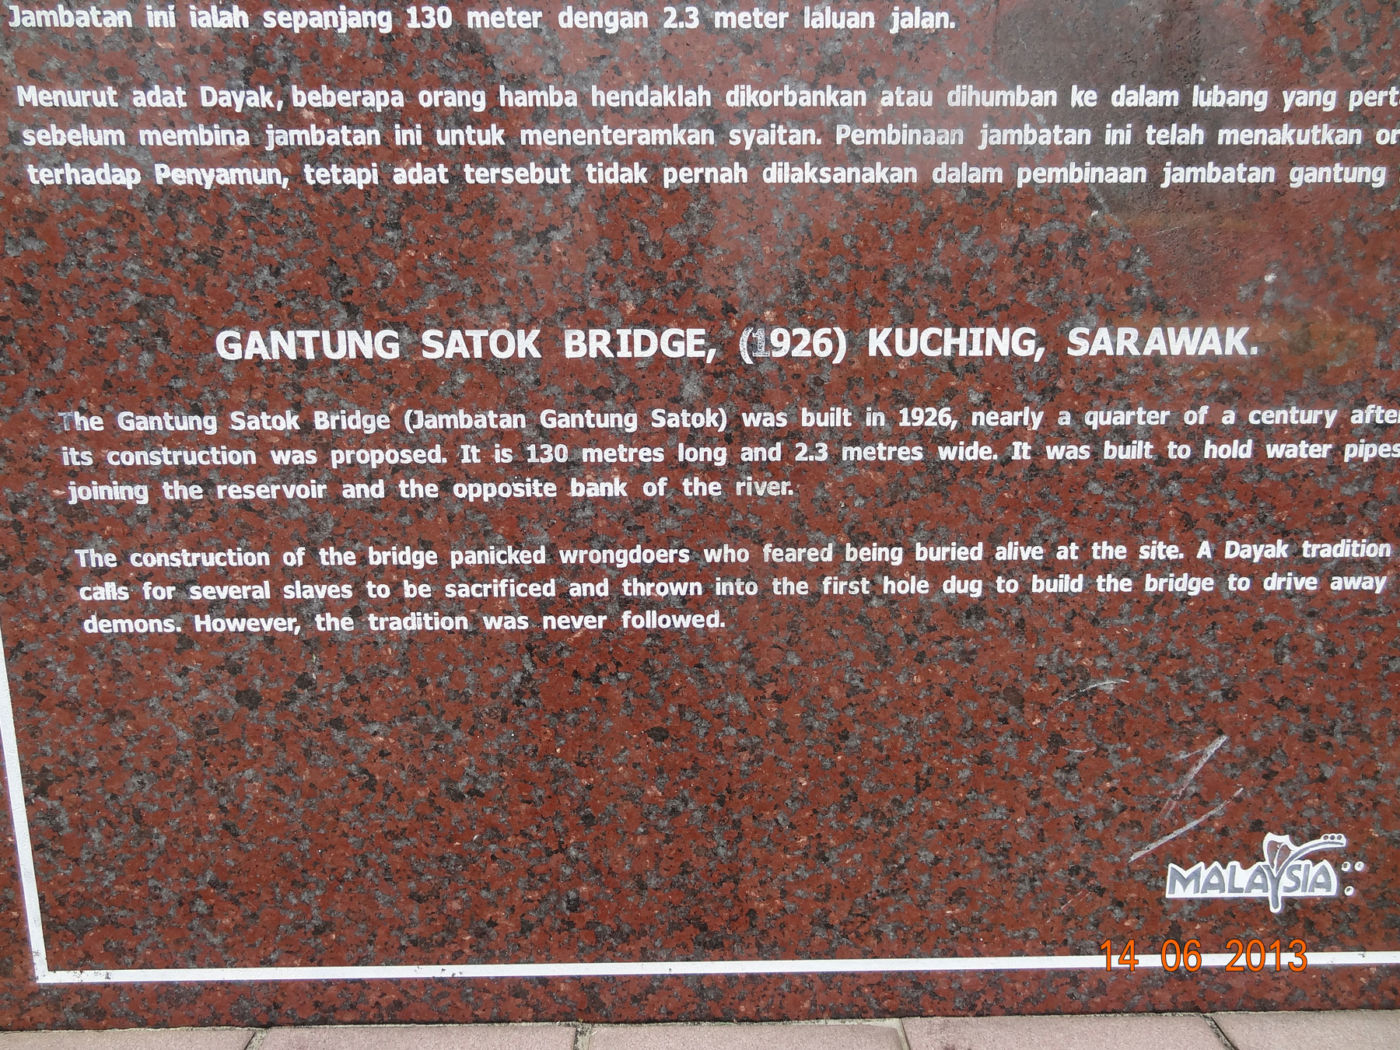 Jambatan ini ialah sepanjang 130 meter dengan 2.3 meter laluan jalan.
Menurut adat Dayak, beberapa orang hamba hendaklah dikorbankan atau dihumban ke dalam lubang yang pert
sebelum membina jambatan ini untuk menenteramkan syaitan. Pembinaan jambatan ini telah menakutkan or
terhadap Penyamun, tetapi adat tersebut tidak pernah dilaksanakan dalam pembinaan jambatan gantung
GANTUNG SATOK BRIDGE, (1926) KUCHING, SARAWAK.
The Gantung Satok Bridge (Jambatan Gantung Satok) was built in 1926, nearly a quarter of a century after
its construction was proposed. It is 130 metres long and 2.3 metres wide. It was built to hold water pipes
joining the reservoir and the opposite bank of the river.
The construction of the bridge panicked wrongdoers who feared being buried alive at the site. A Dayak tradition
calls for several slaves to be sacrificed and thrown into the first hole dug to build the bridge to drive away
demons. However, the tradition was never followed.
MALAYSIA
14 06 2013